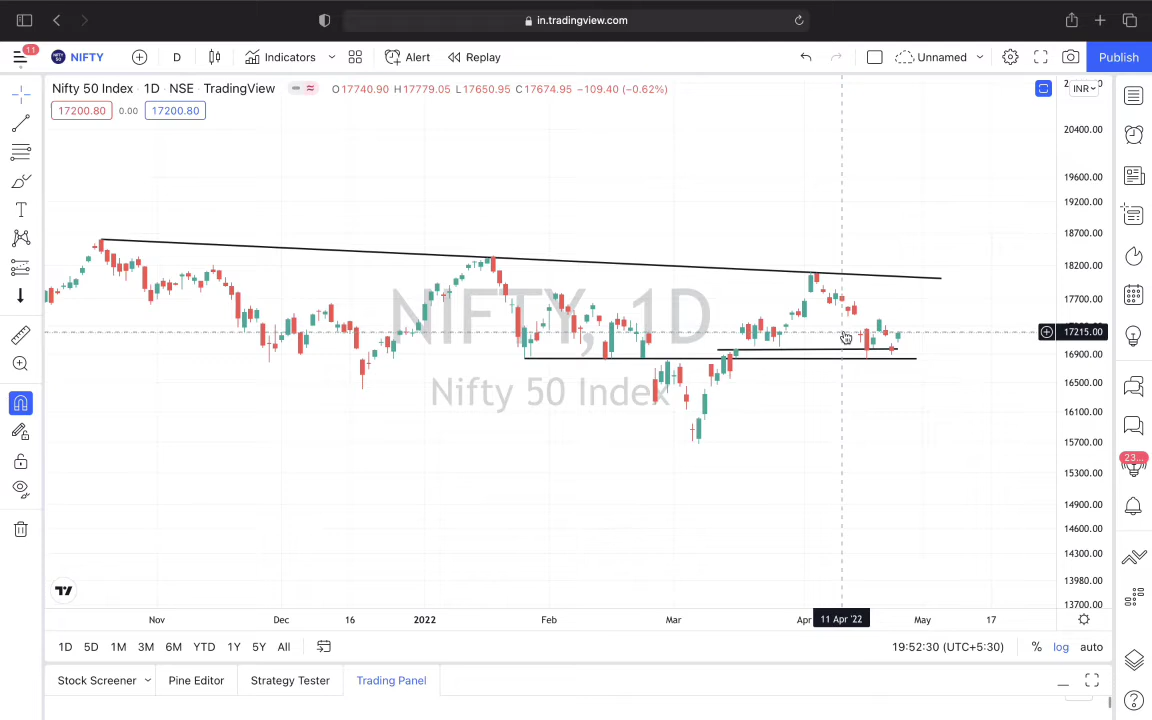 in.tradingview.com
11 NIFTY D Indicators Alert Replay Unnamed Publish
Nifty 50 Index · 1D · NSE · TradingView O17740.90 H17779.05 L17650.95 C17674.95 −109.40 (−0.62%) INR
17200.80 0.00 17200.80
20400.00
19600.00
19200.00
18700.00
18200.00
17700.00
NIFTY, 1D
17215.00
16900.00
Nifty 50 Index
16500.00
16100.00
15700.00
15300.00
14900.00
14600.00
14300.00
13980.00
13700.00
23...
Nov Dec 16 2022 Feb Mar Apr 11 Apr '22 May 17
1D 5D 1M 3M 6M YTD 1Y 5Y All 19:52:30 (UTC+5:30) % log auto
Stock Screener Pine Editor Strategy Tester Trading Panel